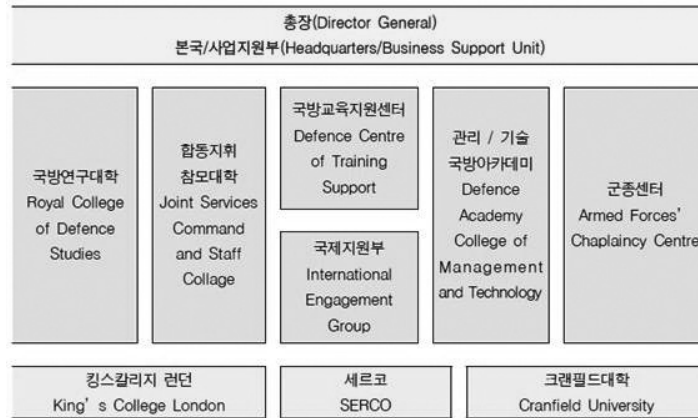 총장(Director General)
본국/사업지원부(Headquarters/Business Support Unit)
국방연구대학
Royal College
of Defence
Studies
합동지휘
참모대학
Joint Services
Command
and Staff
Collage
국방교육지원센터
Defence Centre
of Training
Support
국제지원부
International
Engagement
Group
관리 / 기술
국방아카데미
Defence
Academy
College of
Management
and Technology
군종센터
Armed Forces'
Chaplaincy Centre
킹스칼리지 런던
King' s College London
세르코
SERCO
크랜필드대학
Cranfield University